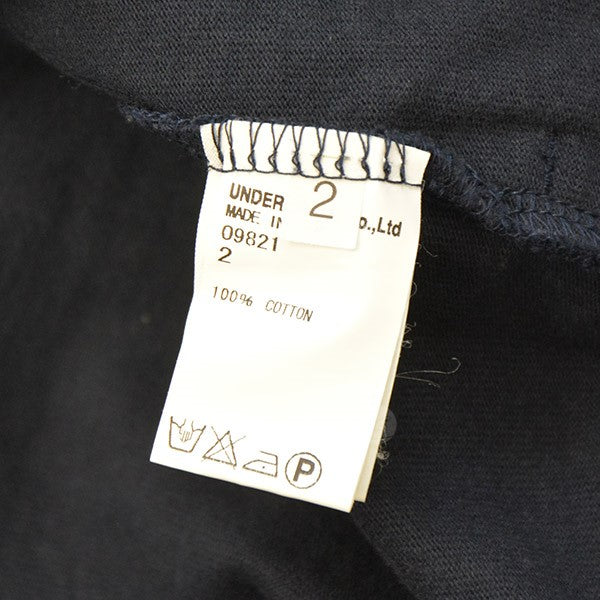 2
UNDER o.,Ltd
MADE IN
09821
2
100% COTTON
P